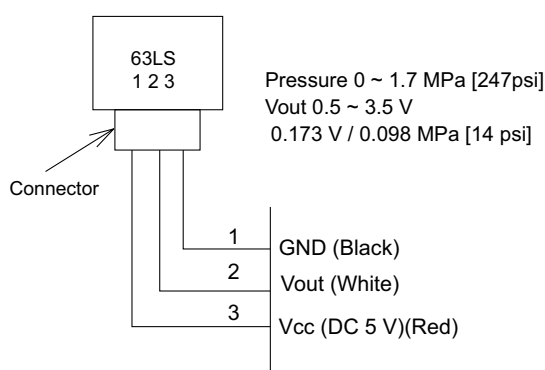 63LS
1 2 3
Pressure 0 ~ 1.7 MPa [247psi]
Vout 0.5 ~ 3.5 V
0.173 V / 0.098 MPa [14 psi]
Connector
1
GND (Black)
2
Vout (White)
3
Vcc (DC 5 V)(Red)